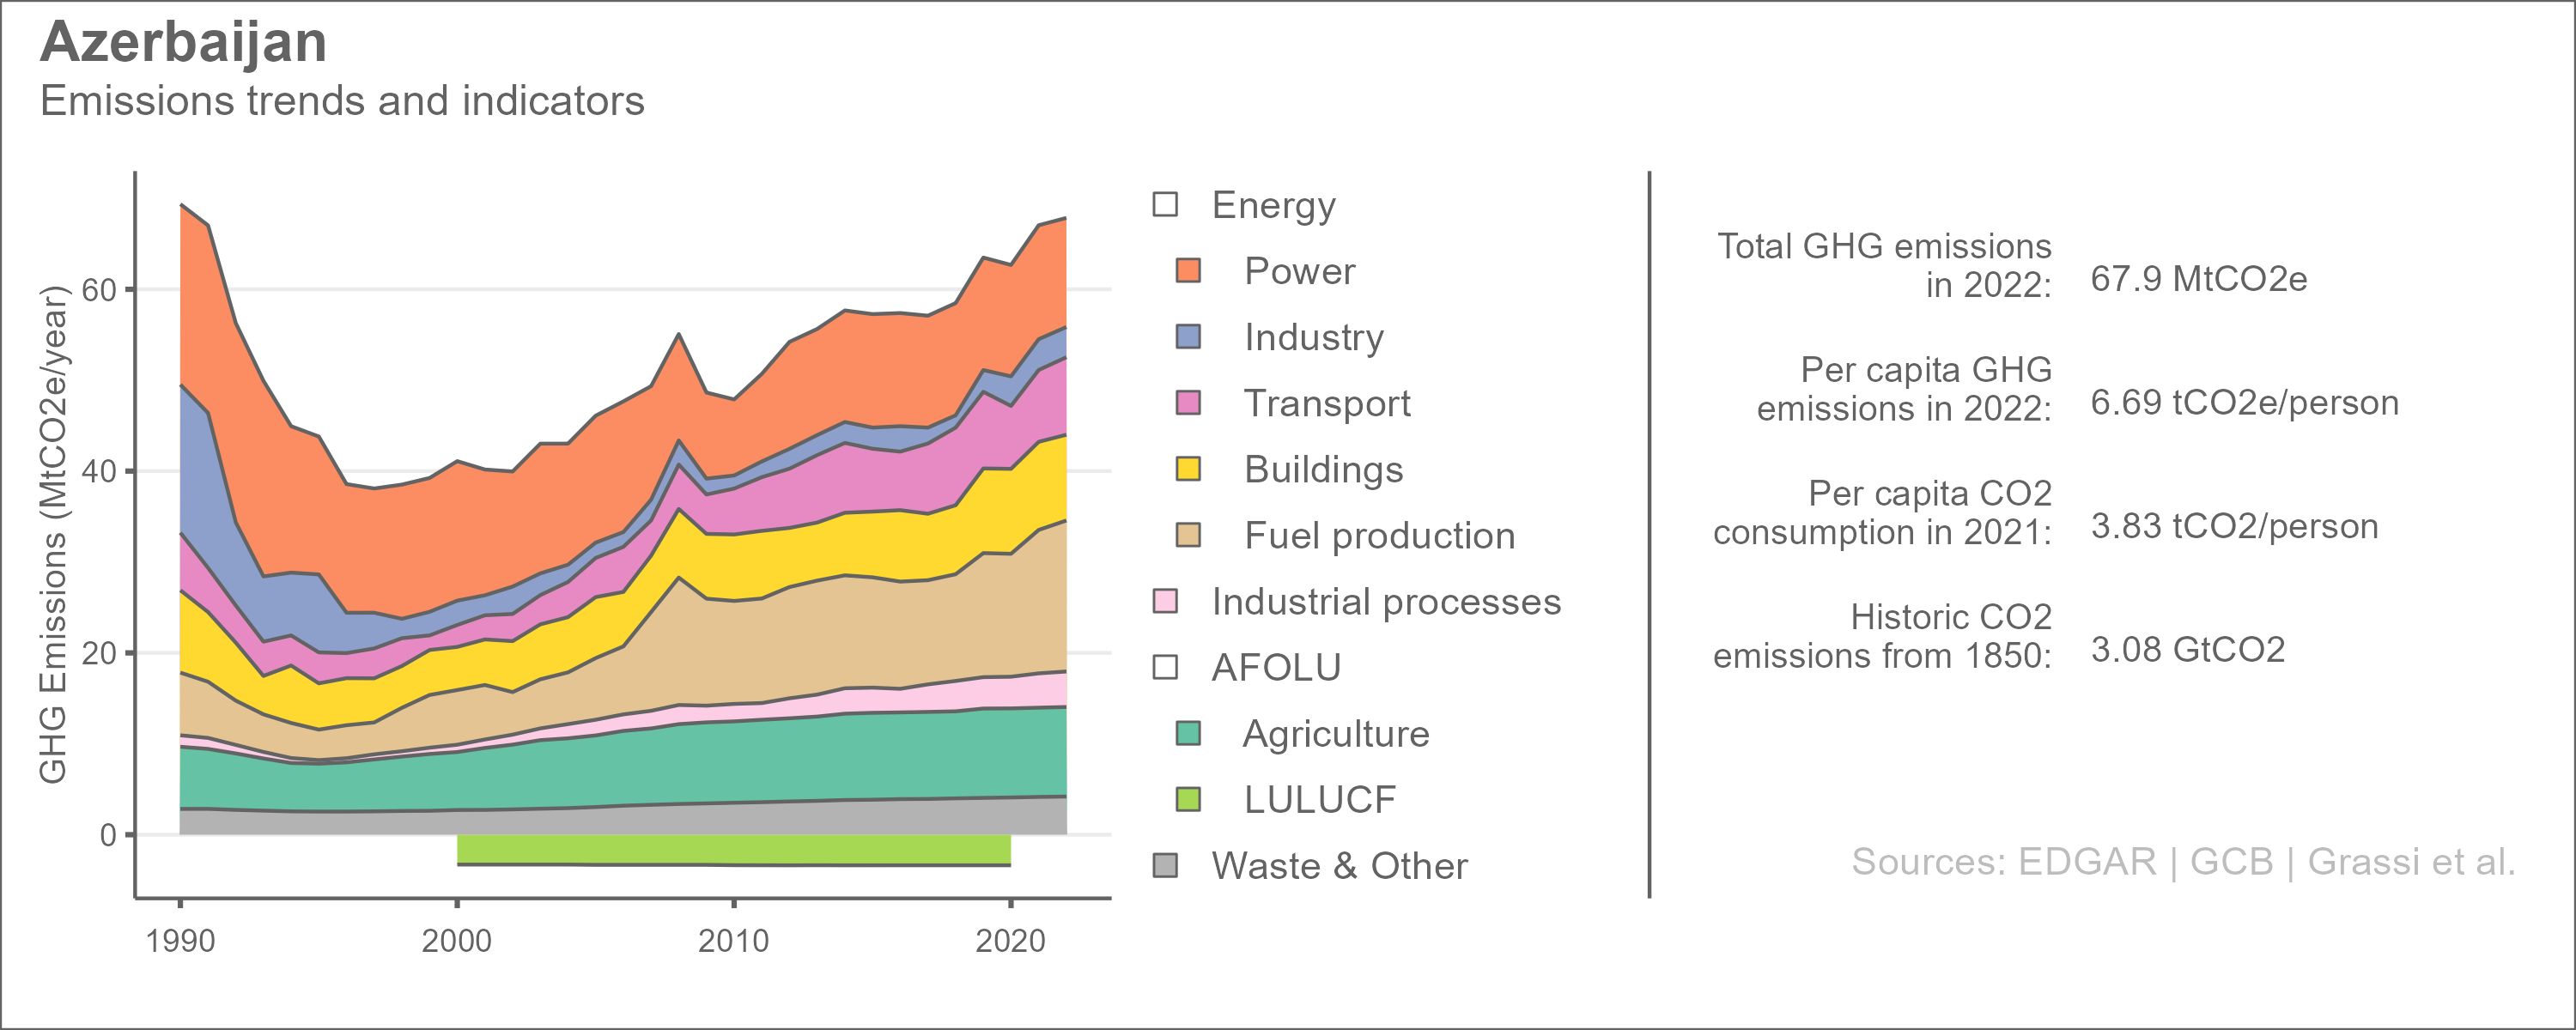 Azerbaijan
Emissions trends and indicators
GHG Emissions (MtCO2e/year)
60
40
20
0
1990
2000
2010
2020
Energy
Power
Industry
Transport
Buildings
Fuel production
Industrial processes
AFOLU
Agriculture
LULUCF
Waste & Other
Total GHG emissions
in 2022:
67.9 MtCO2e
Per capita GHG
emissions in 2022:
6.69 tCO2e/person
Per capita CO2
consumption in 2021:
3.83 tCO2/person
Historic CO2
emissions from 1850:
3.08 GtCO2
Sources: EDGAR | GCB | Grassi et al.